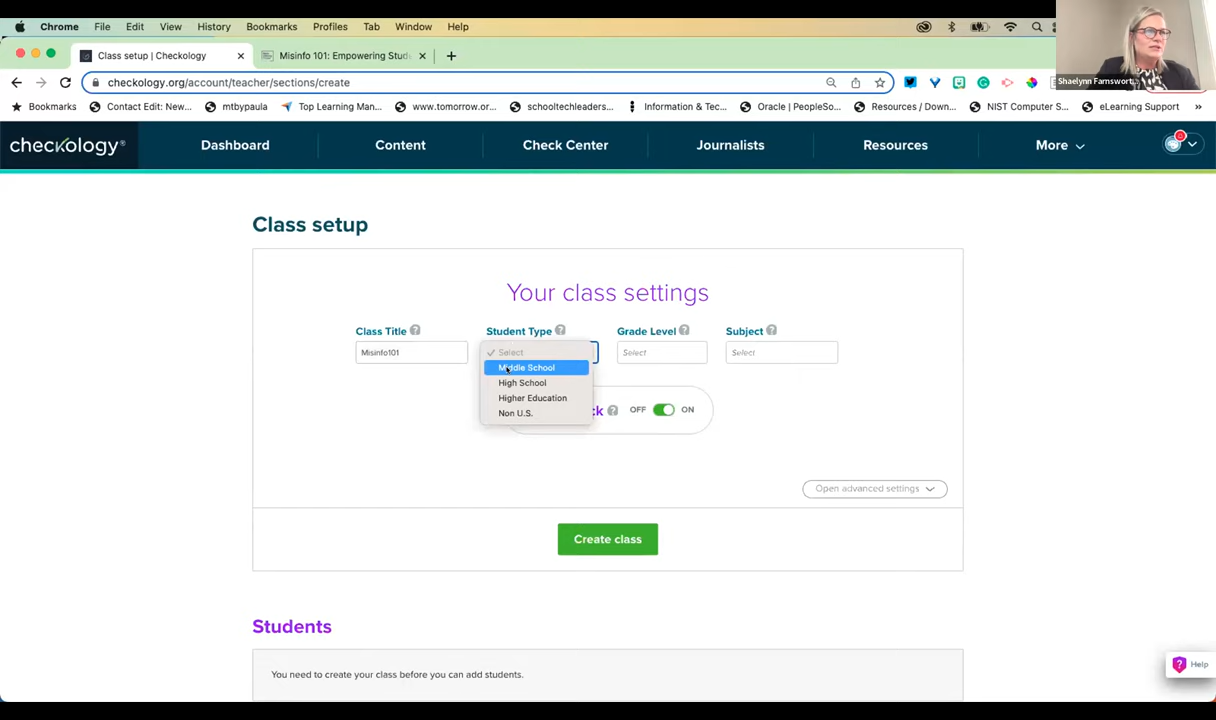 Chrome File Edit View History Bookmarks Profiles Tab Window Help
Class setup | Checkology
Misinfo 101: Empowering Stud
checkology.org/account/teacher/sections/create
Bookmarks
Contact Edit: New...
mtbypaula
Top Learning Man...
www.tomorrow.or...
schooltechleaders...
Information & Tec...
Oracle | PeopleSo...
Resources / Down...
NIST Computer S...
eLearning Support
»
Shaelynn Farnswort...
checkology®
Dashboard
Content
Check Center
Journalists
Resources
More
Class setup
Your class settings
Class Title ?
Student Type ?
Grade Level ?
Subject ?
Misinfo101
Select
Select
Select
Middle School
High School
Higher Education
Non U.S.
ck ? OFF ON
Open advanced settings
Create class
Students
You need to create your class before you can add students.
? Help